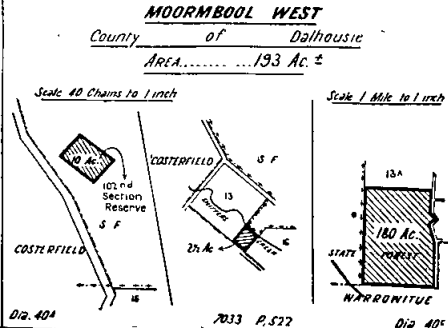 MOORMBOOL WEST
County of Dalhousie
AREA.......... 193 Ac. ±
Scale 40 Chains to 1 inch
10 Ac.
102nd
Section
Reserve
S F
COSTERFIELD
16
Dia. 40A
COSTERFIELD
S F
13
CREEK
16
2½ Ac
7033 P,522
Scale 1 Mile to 1 inch
13A
180 Ac.
STATE
FOREST
WARROWITUE